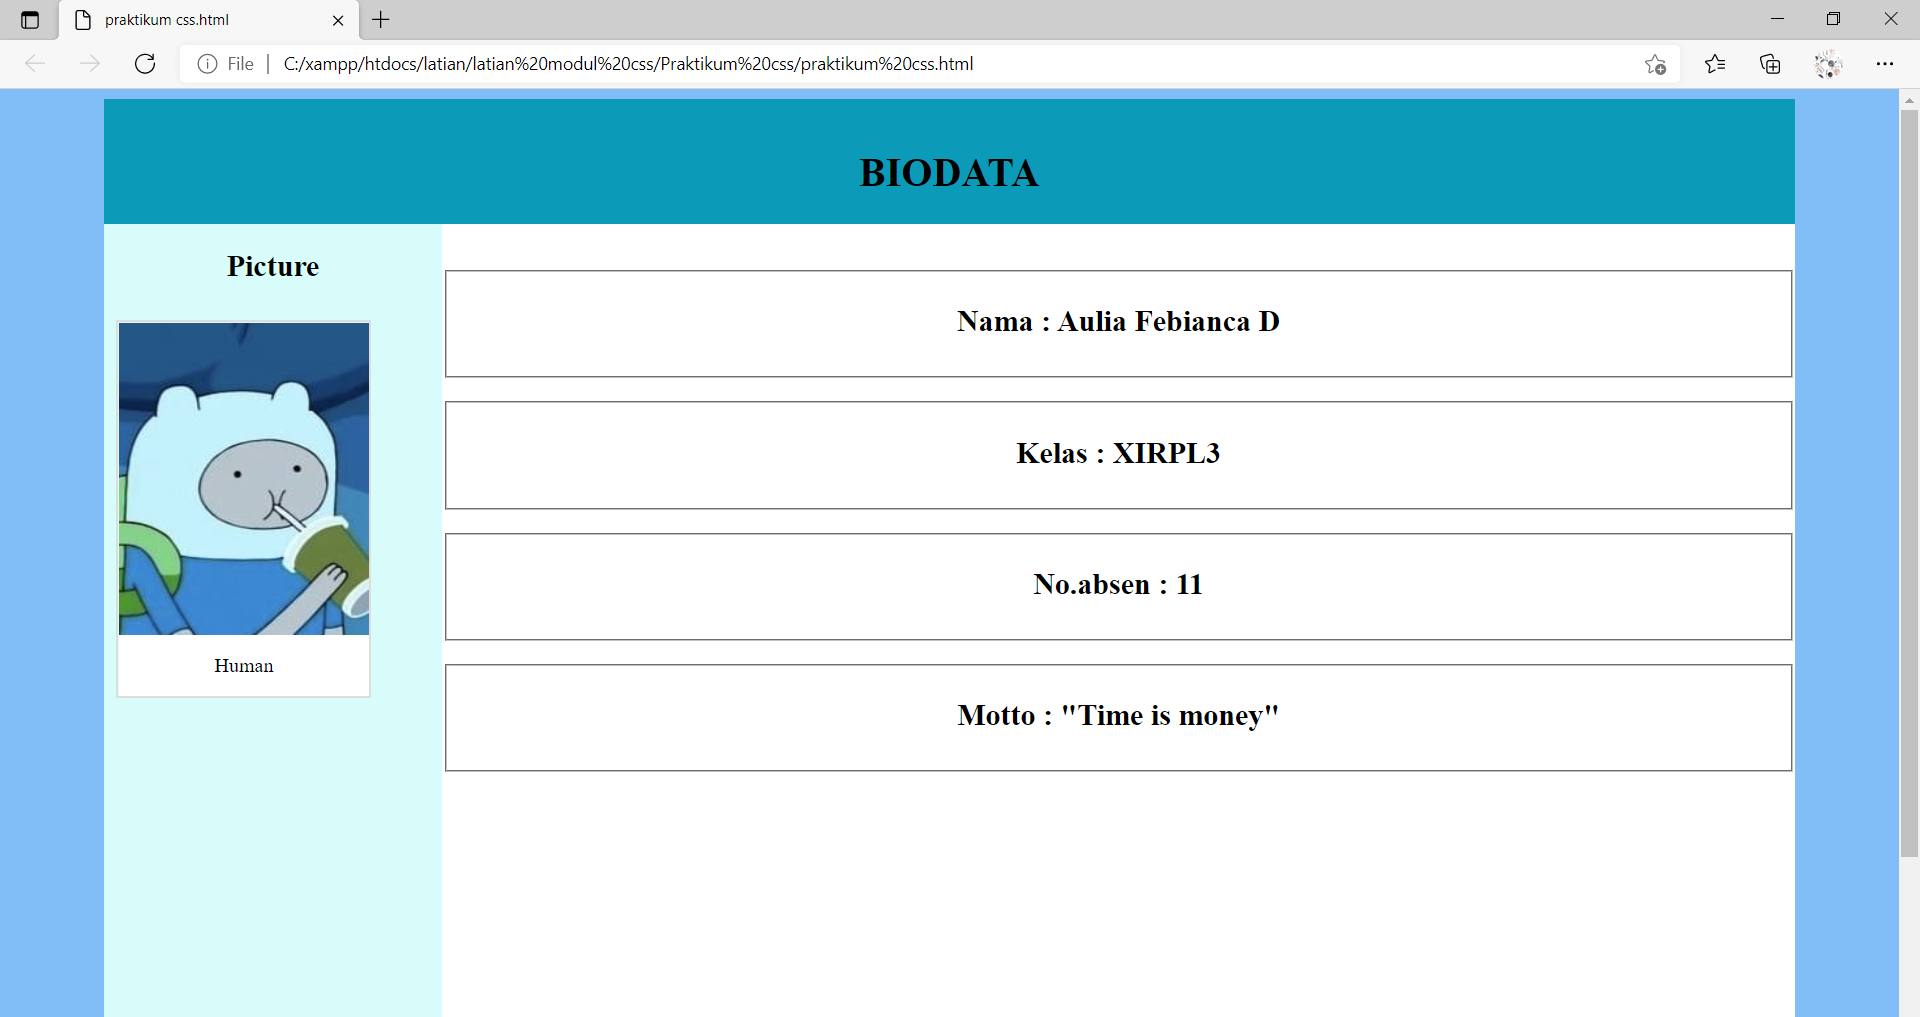 praktikum css.html
File
C:/xampp/htdocs/latian/latian%20modul%20css/Praktikum%20css/praktikum%20css.html
BIODATA
Picture
Human
Nama : Aulia Febianca D
Kelas : XIRPL3
No.absen : 11
Motto : "Time is money"